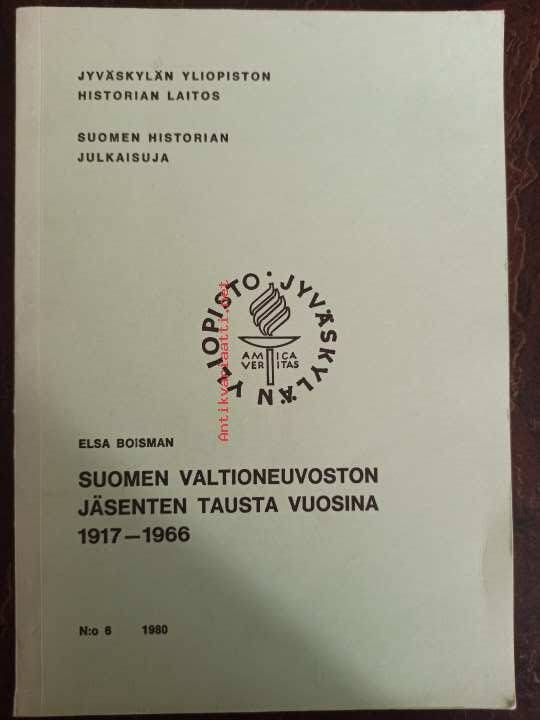 JYVÄSKYLÄN YLIOPISTON
HISTORIAN LAITOS
SUOMEN HISTORIAN
JULKAISUJA
JYVÄSKYLÄN YLIOPISTO
AMICA
VERITAS
Antikvariaatti.net
ELSA BOISMAN
SUOMEN VALTIONEUVOSTON
JÄSENTEN TAUSTA VUOSINA
1917—1966
N:o 6 1980